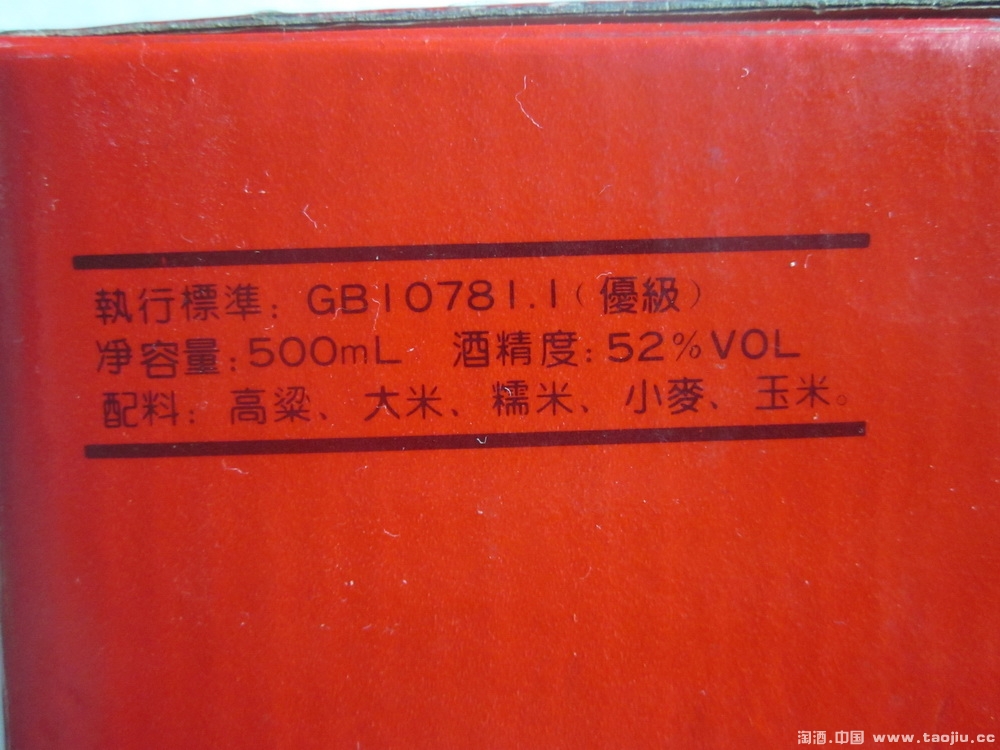 執行標準：GB10781.1（優級）
净容量：500mL 酒精度：52%VOL
配料：高粱、大米、糯米、小麥、玉米。
淘酒.中国 www.taojiu.cc